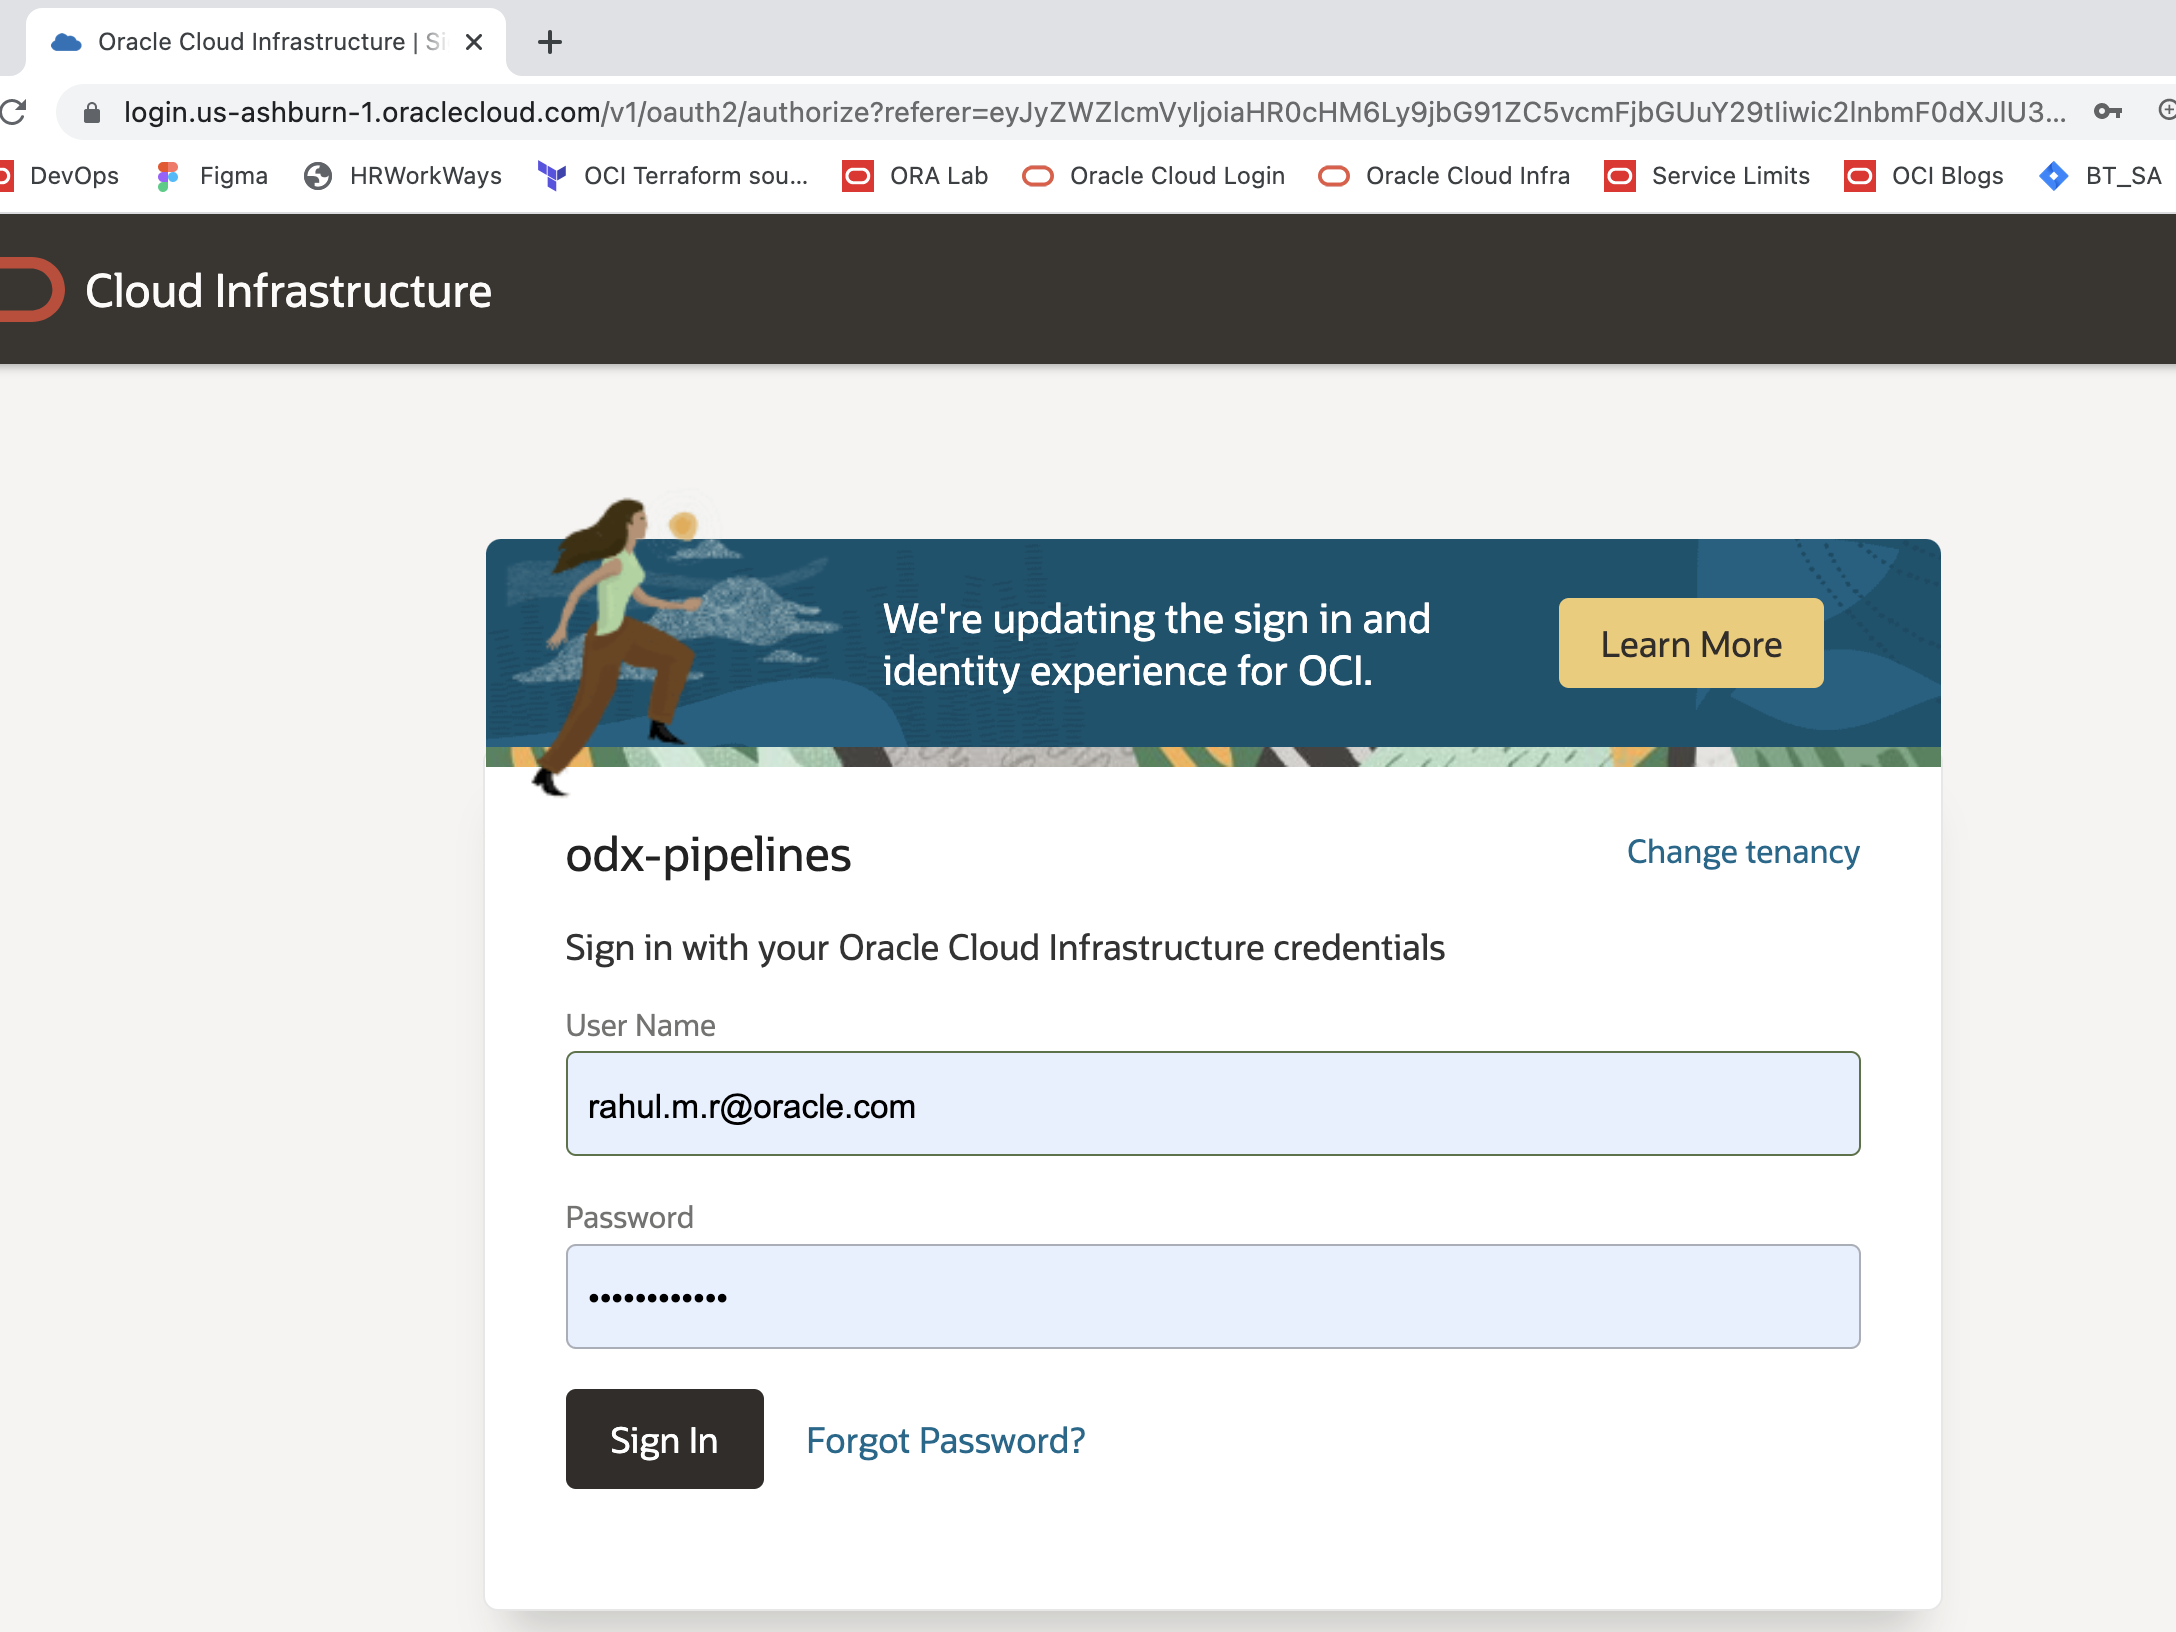 Oracle Cloud Infrastructure | Si
login.us-ashburn-1.oraclecloud.com/v1/oauth2/authorize?referer=eyJyZWZlcmVyIjoiaHR0cHM6Ly9jbG91ZC5vcmFjbGUuY29tIiwic2lnbmF0dXJlU3...
DevOps Figma HRWorkWays OCI Terraform sou... ORA Lab Oracle Cloud Login Oracle Cloud Infra Service Limits OCI Blogs BT_SA
Cloud Infrastructure
We're updating the sign in and
identity experience for OCI.
Learn More
odx-pipelines
Change tenancy
Sign in with your Oracle Cloud Infrastructure credentials
User Name
rahul.m.r@oracle.com
Password
••••••••••••
Sign In Forgot Password?